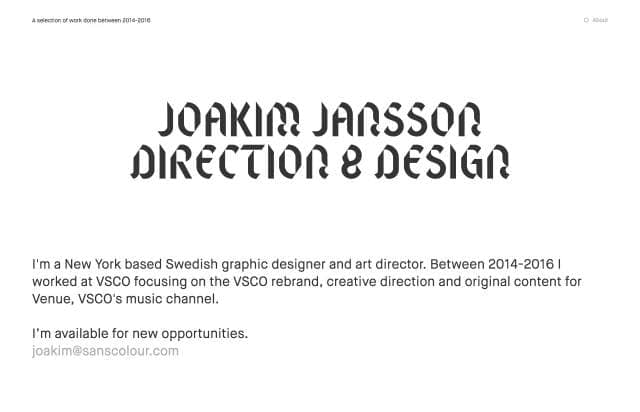 A selection of work done between 2014-2016
About
JOAKIM JANSSON
DIRECTION & DESIGN
I'm a New York based Swedish graphic designer and art director. Between 2014-2016 I
worked at VSCO focusing on the VSCO rebrand, creative direction and original content for
Venue, VSCO's music channel.
I'm available for new opportunities.
joakim@sanscolour.com